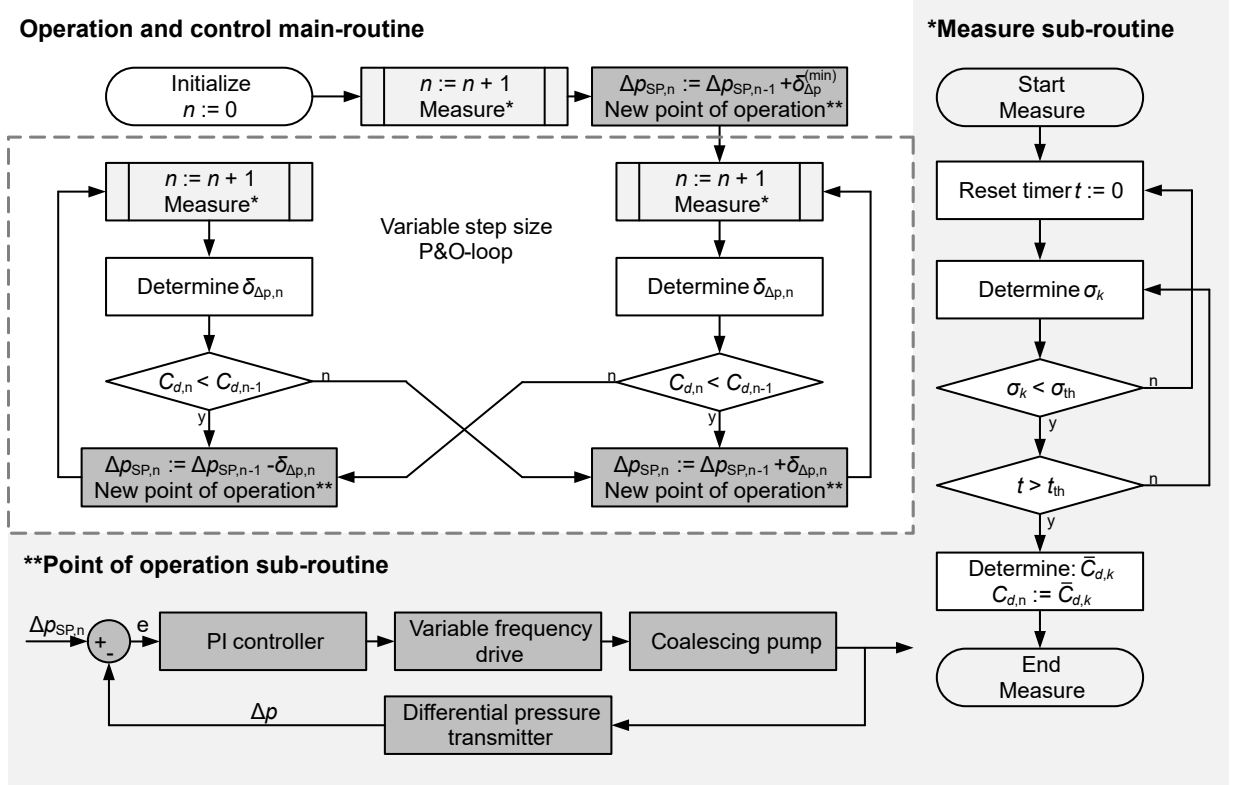 Operation and control main-routine
Initialize
n := 0
n := n + 1
Measure*
Δp_SP,n := Δp_SP,n-1 +δ_Δp^(min)
New point of operation**
n := n + 1
Measure*
Determine δ_Δp,n
C_d,n < C_d,n-1
n
y
Δp_SP,n := Δp_SP,n-1 -δ_Δp,n
New point of operation**
Variable step size
P&O-loop
n := n + 1
Measure*
Determine δ_Δp,n
C_d,n < C_d,n-1
n
y
Δp_SP,n := Δp_SP,n-1 +δ_Δp,n
New point of operation**
**Point of operation sub-routine
Δp_SP,n
+
-
e
PI controller
Variable frequency
drive
Coalescing pump
Δp
Differential pressure
transmitter
*Measure sub-routine
Start
Measure
Reset timer t := 0
Determine σ_k
σ_k < σ_th
n
y
t > t_th
n
y
Determine: C̅_d,k
C_d,n := C̅_d,k
End
Measure